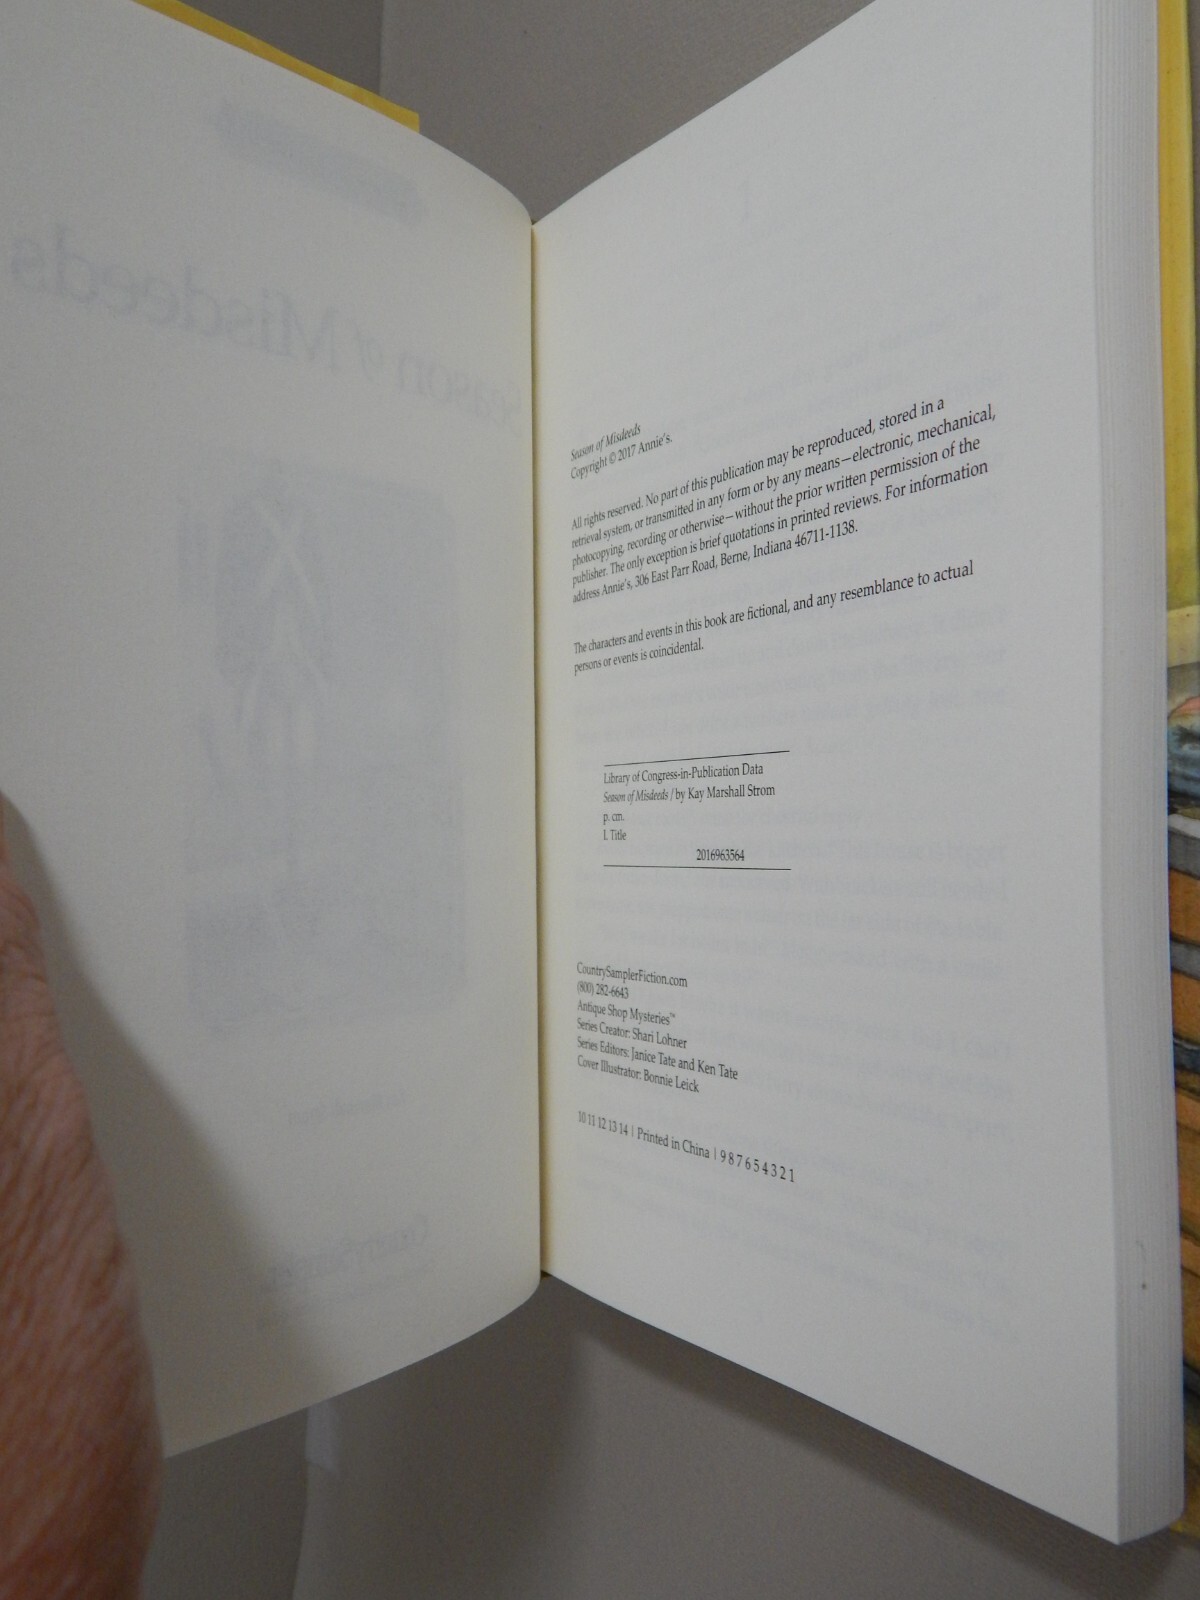 Season of Misdeeds
Season of Misdeeds
Copyright © 2017 Annie's.
All rights reserved. No part of this publication may be reproduced, stored in a
retrieval system, or transmitted in any form or by any means—electronic, mechanical,
photocopying, recording or otherwise—without the prior written permission of the
publisher. The only exception is brief quotations in printed reviews. For information
address Annie's, 306 East Parr Road, Berne, Indiana 46711-1138.
The characters and events in this book are fictional, and any resemblance to actual
persons or events is coincidental.
Library of Congress-in-Publication Data
Season of Misdeeds / by Kay Marshall Strom
p. cm.
I. Title
2016963564
CountrySamplerFiction.com
(800) 282-6643
Antique Shop Mysteries™
Series Creator: Shari Lohner
Series Editors: Janice Tate and Ken Tate
Cover Illustrator: Bonnie Leick
10 11 12 13 14 | Printed in China | 9 8 7 6 5 4 3 2 1